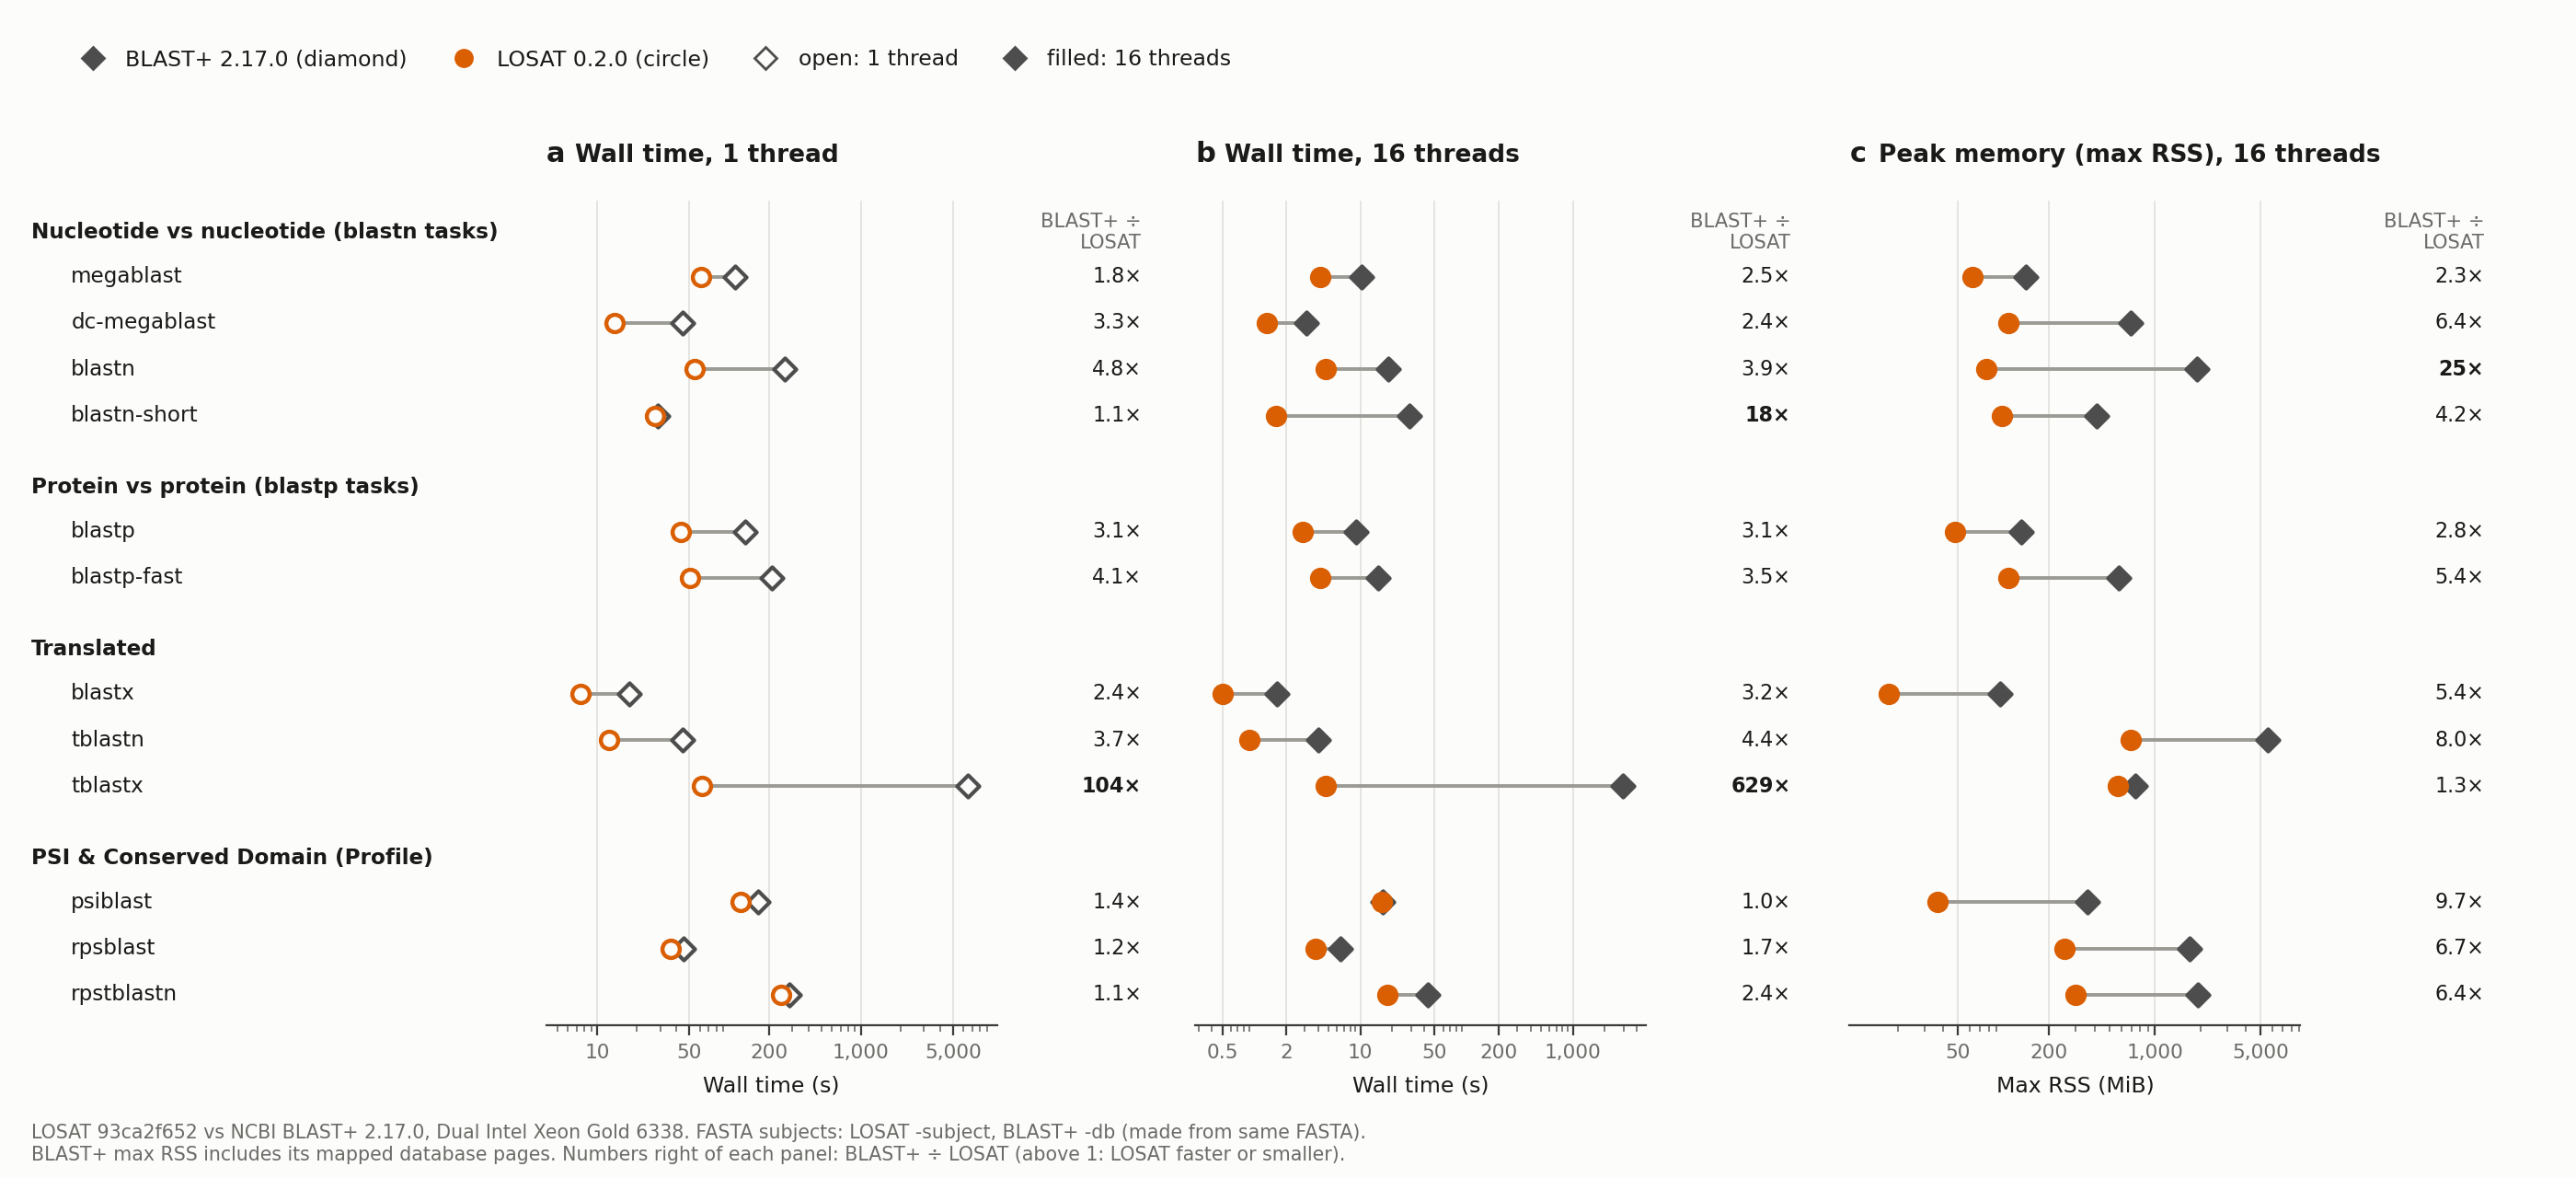 BLAST+ 2.17.0 (diamond) LOSAT 0.2.0 (circle) open: 1 thread filled: 16 threads
a Wall time, 1 thread b Wall time, 16 threads c Peak memory (max RSS), 16 threads
BLAST+ ÷ BLAST+ ÷ BLAST+ ÷
Nucleotide vs nucleotide (blastn tasks)
LOSAT LOSAT LOSAT
megablast 1.8× 2.5× 2.3×
dc-megablast 3.3× 2.4× 6.4×
blastn 4.8× 3.9× 25×
blastn-short 1.1× 18× 4.2×
Protein vs protein (blastp tasks)
blastp 3.1× 3.1× 2.8×
blastp-fast 4.1× 3.5× 5.4×
Translated
blastx 2.4× 3.2× 5.4×
tblastn 3.7× 4.4× 8.0×
tblastx 104× 629× 1.3×
PSI & Conserved Domain (Profile)
psiblast 1.4× 1.0× 9.7×
rpsblast 1.2× 1.7× 6.7×
rpstblastn 1.1× 2.4× 6.4×
10 50 200 1,000 5,000 0.5 2 10 50 200 1,000 50 200 1,000 5,000
Wall time (s) Wall time (s) Max RSS (MiB)
LOSAT 93ca2f652 vs NCBI BLAST+ 2.17.0, Dual Intel Xeon Gold 6338. FASTA subjects: LOSAT -subject, BLAST+ -db (made from same FASTA).
BLAST+ max RSS includes its mapped database pages. Numbers right of each panel: BLAST+ ÷ LOSAT (above 1: LOSAT faster or smaller).